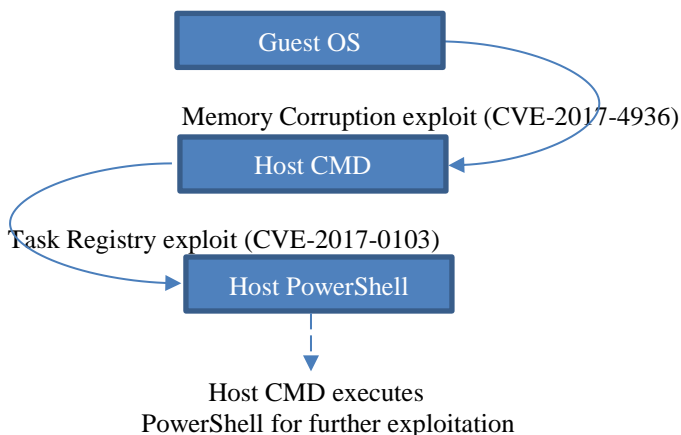 Guest OS
Memory Corruption exploit (CVE-2017-4936)
Host CMD
Task Registry exploit (CVE-2017-0103)
Host PowerShell
Host CMD executes
PowerShell for further exploitation